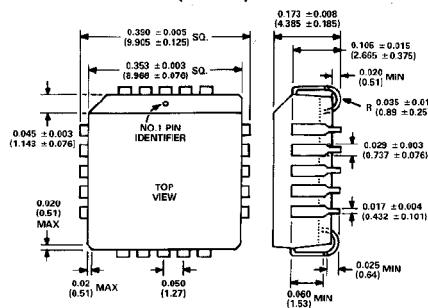 0.390 ±0.005 SQ.
(9.905 ±0.125)
0.353 ±0.003 SQ.
(8.966 ±0.076)
0.173 ±0.008
(4.385 ±0.185)
0.106 ±0.015
(2.665 ±0.375)
0.020 MIN
(0.51)
R 0.035 ±0.01
(0.89 ±0.25
0.045 ±0.003
(1.143 ±0.076)
NO.1 PIN
IDENTIFIER
0.029 ±0.003
(0.737 ±0.076)
TOP
VIEW
0.020
(0.51)
MAX
0.017 ±0.004
(0.432 ±0.101)
0.02 MAX
(0.51)
0.050
(1.27)
0.025 MIN
(0.64)
0.060 MIN
(1.53)